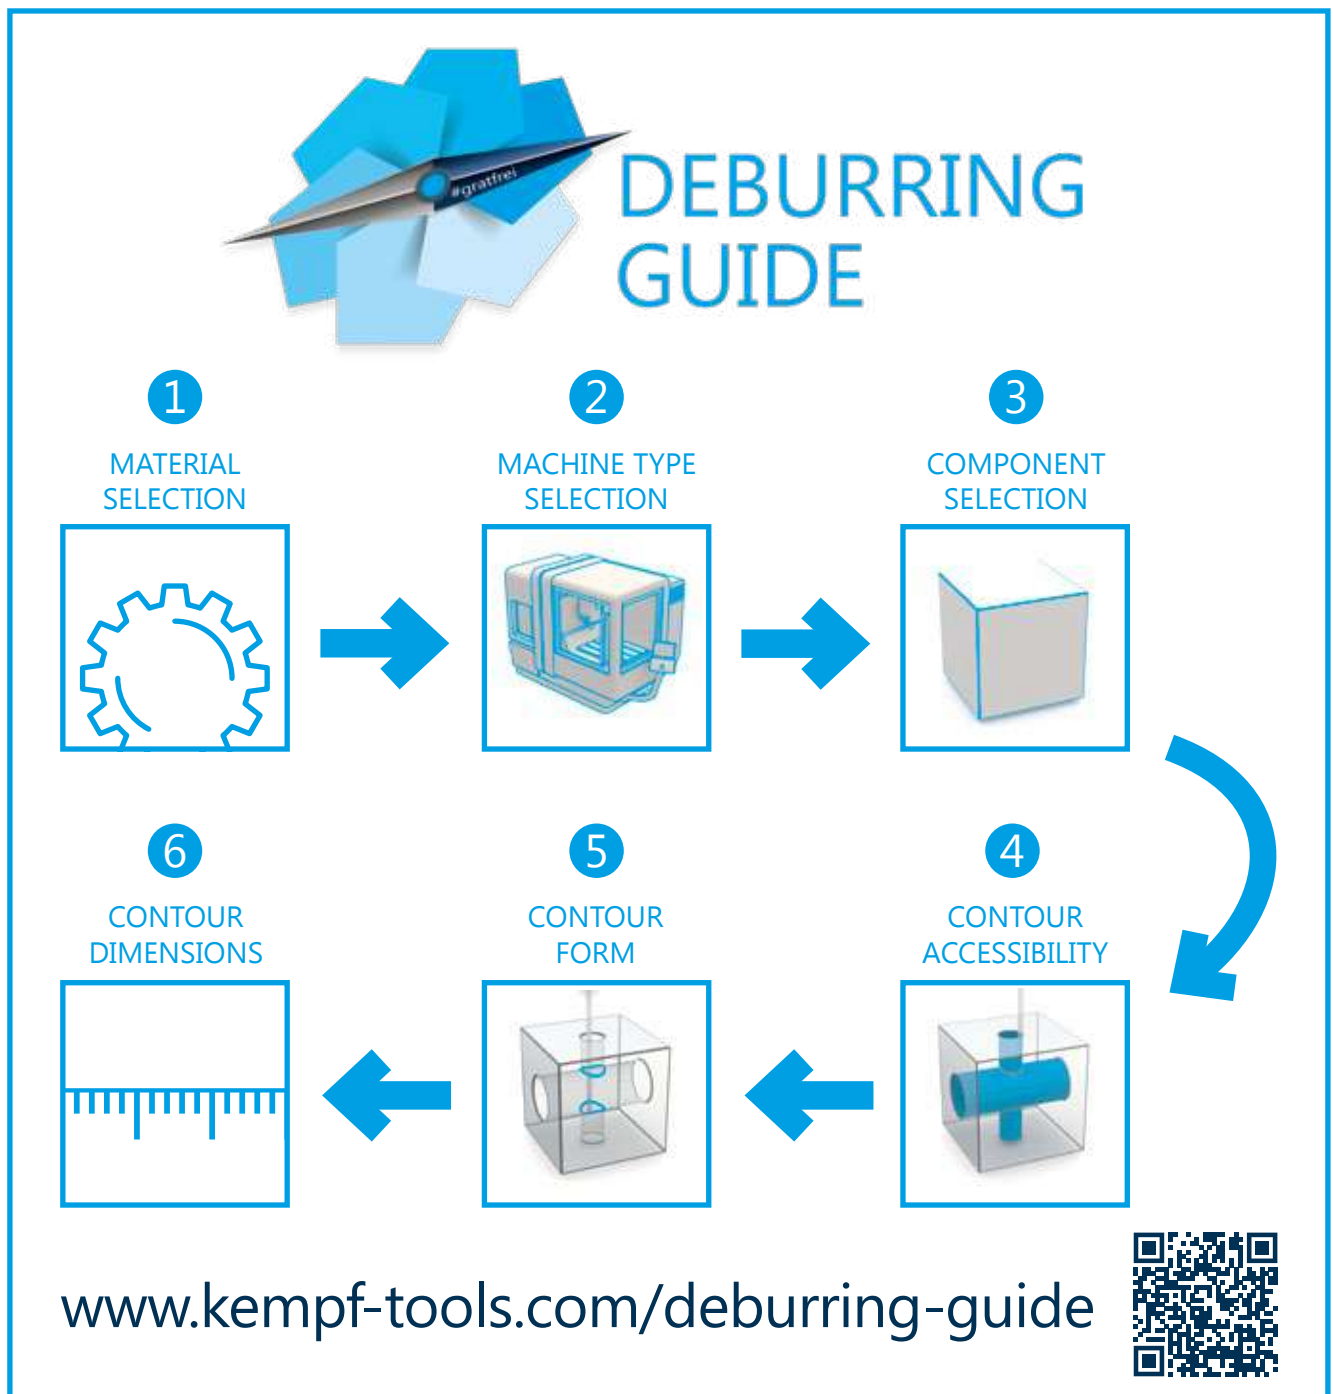 #gratfrei
DEBURRING
GUIDE
1
MATERIAL
SELECTION
2
MACHINE TYPE
SELECTION
3
COMPONENT
SELECTION
4
CONTOUR
ACCESSIBILITY
5
CONTOUR
FORM
6
CONTOUR
DIMENSIONS
www.kempf-tools.com/deburring-guide